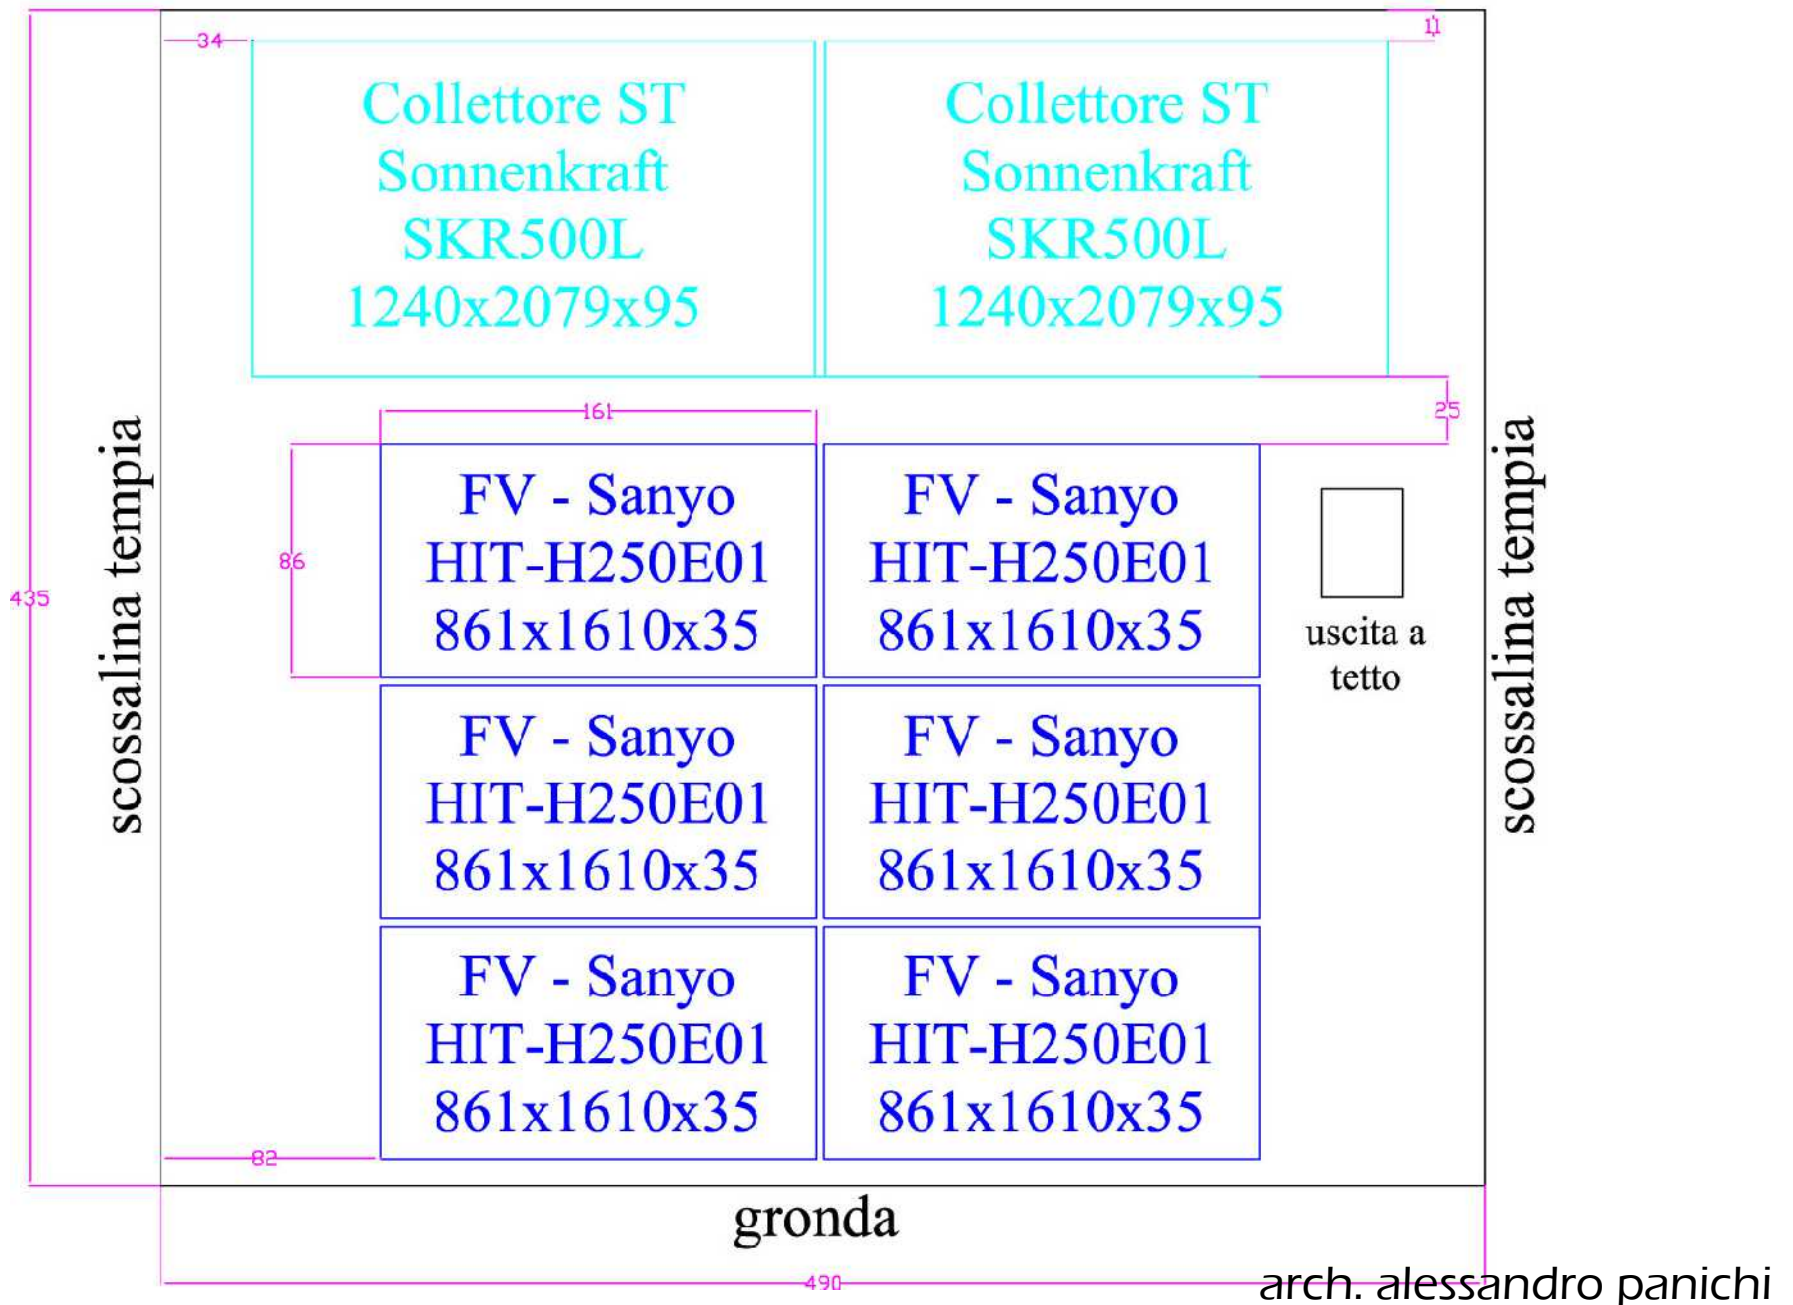 11
34
Collettore ST
Sonnenkraft
SKR500L
1240x2079x95
Collettore ST
Sonnenkraft
SKR500L
1240x2079x95
161
25
435
86
scossalina tempia
FV - Sanyo
HIT-H250E01
861x1610x35
FV - Sanyo
HIT-H250E01
861x1610x35
uscita a
tetto
scossalina tempia
FV - Sanyo
HIT-H250E01
861x1610x35
FV - Sanyo
HIT-H250E01
861x1610x35
FV - Sanyo
HIT-H250E01
861x1610x35
FV - Sanyo
HIT-H250E01
861x1610x35
82
gronda
490
arch. alessandro panichi